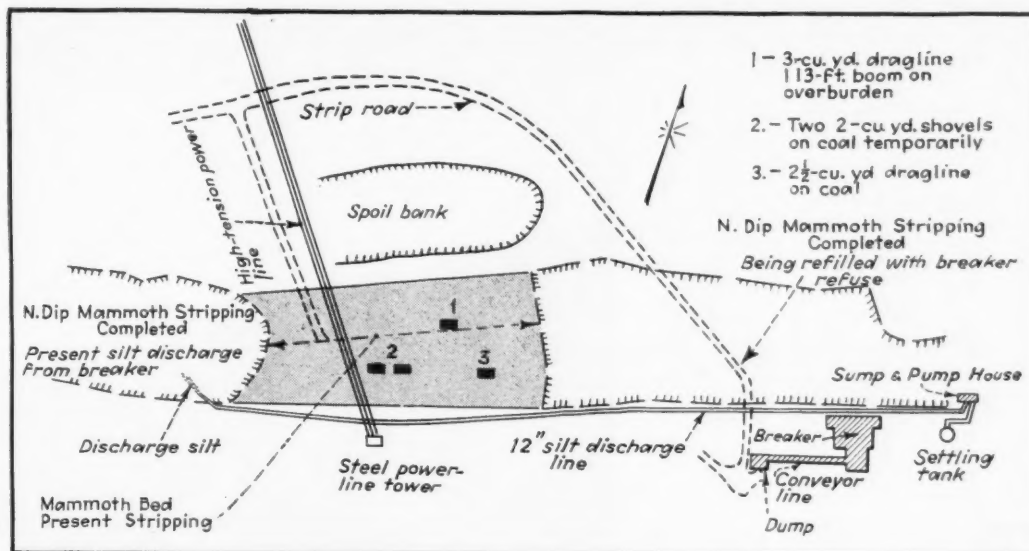 1 – 3-cu. yd. dragline
113-ft. boom on
overburden
2. – Two 2-cu. yd. shovels
on coal temporarily
3. – 2½-cu. yd dragline
on coal
Strip road
High-tension power
line
Spoil bank
N. Dip Mammoth Stripping
Completed
Being refilled with breaker
refuse
N. Dip Mammoth Stripping
Completed
Present silt discharge
from breaker
1
2
3
Sump & Pump House
Discharge silt
Steel power-
line tower
12" silt discharge
line
Breaker
Settling
tank
Conveyor
line
Dump
Mammoth Bed
Present Stripping